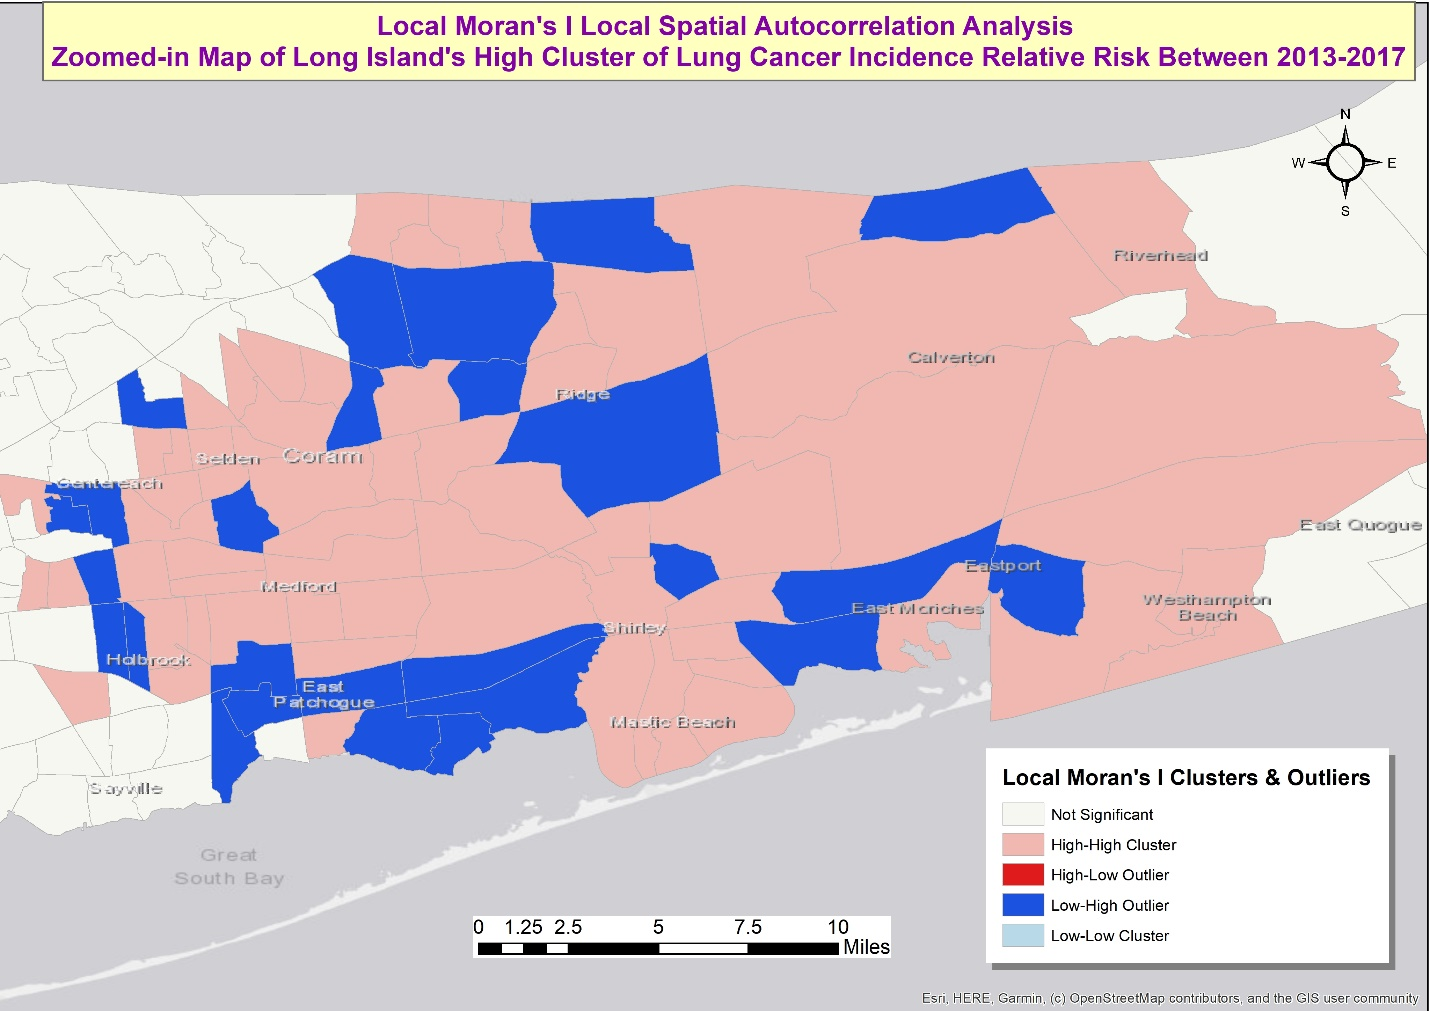 Local Moran's I Local Spatial Autocorrelation Analysis
Zoomed-in Map of Long Island's High Cluster of Lung Cancer Incidence Relative Risk Between 2013-2017
N
W E
S
Riverhead
Calverton
Ridge
Selden
Coram
Centereach
East Quogue
Eastport
Medford
Westhampton
Beach
East Moriches
Shirley
Holbrook
East
Patchogue
Mastic Beach
Sayville
Great
South Bay
Local Moran's I Clusters & Outliers
Not Significant
High-High Cluster
High-Low Outlier
Low-High Outlier
Low-Low Cluster
0 1.25 2.5 5 7.5 10
Miles
Esri, HERE, Garmin, (c) OpenStreetMap contributors, and the GIS user community